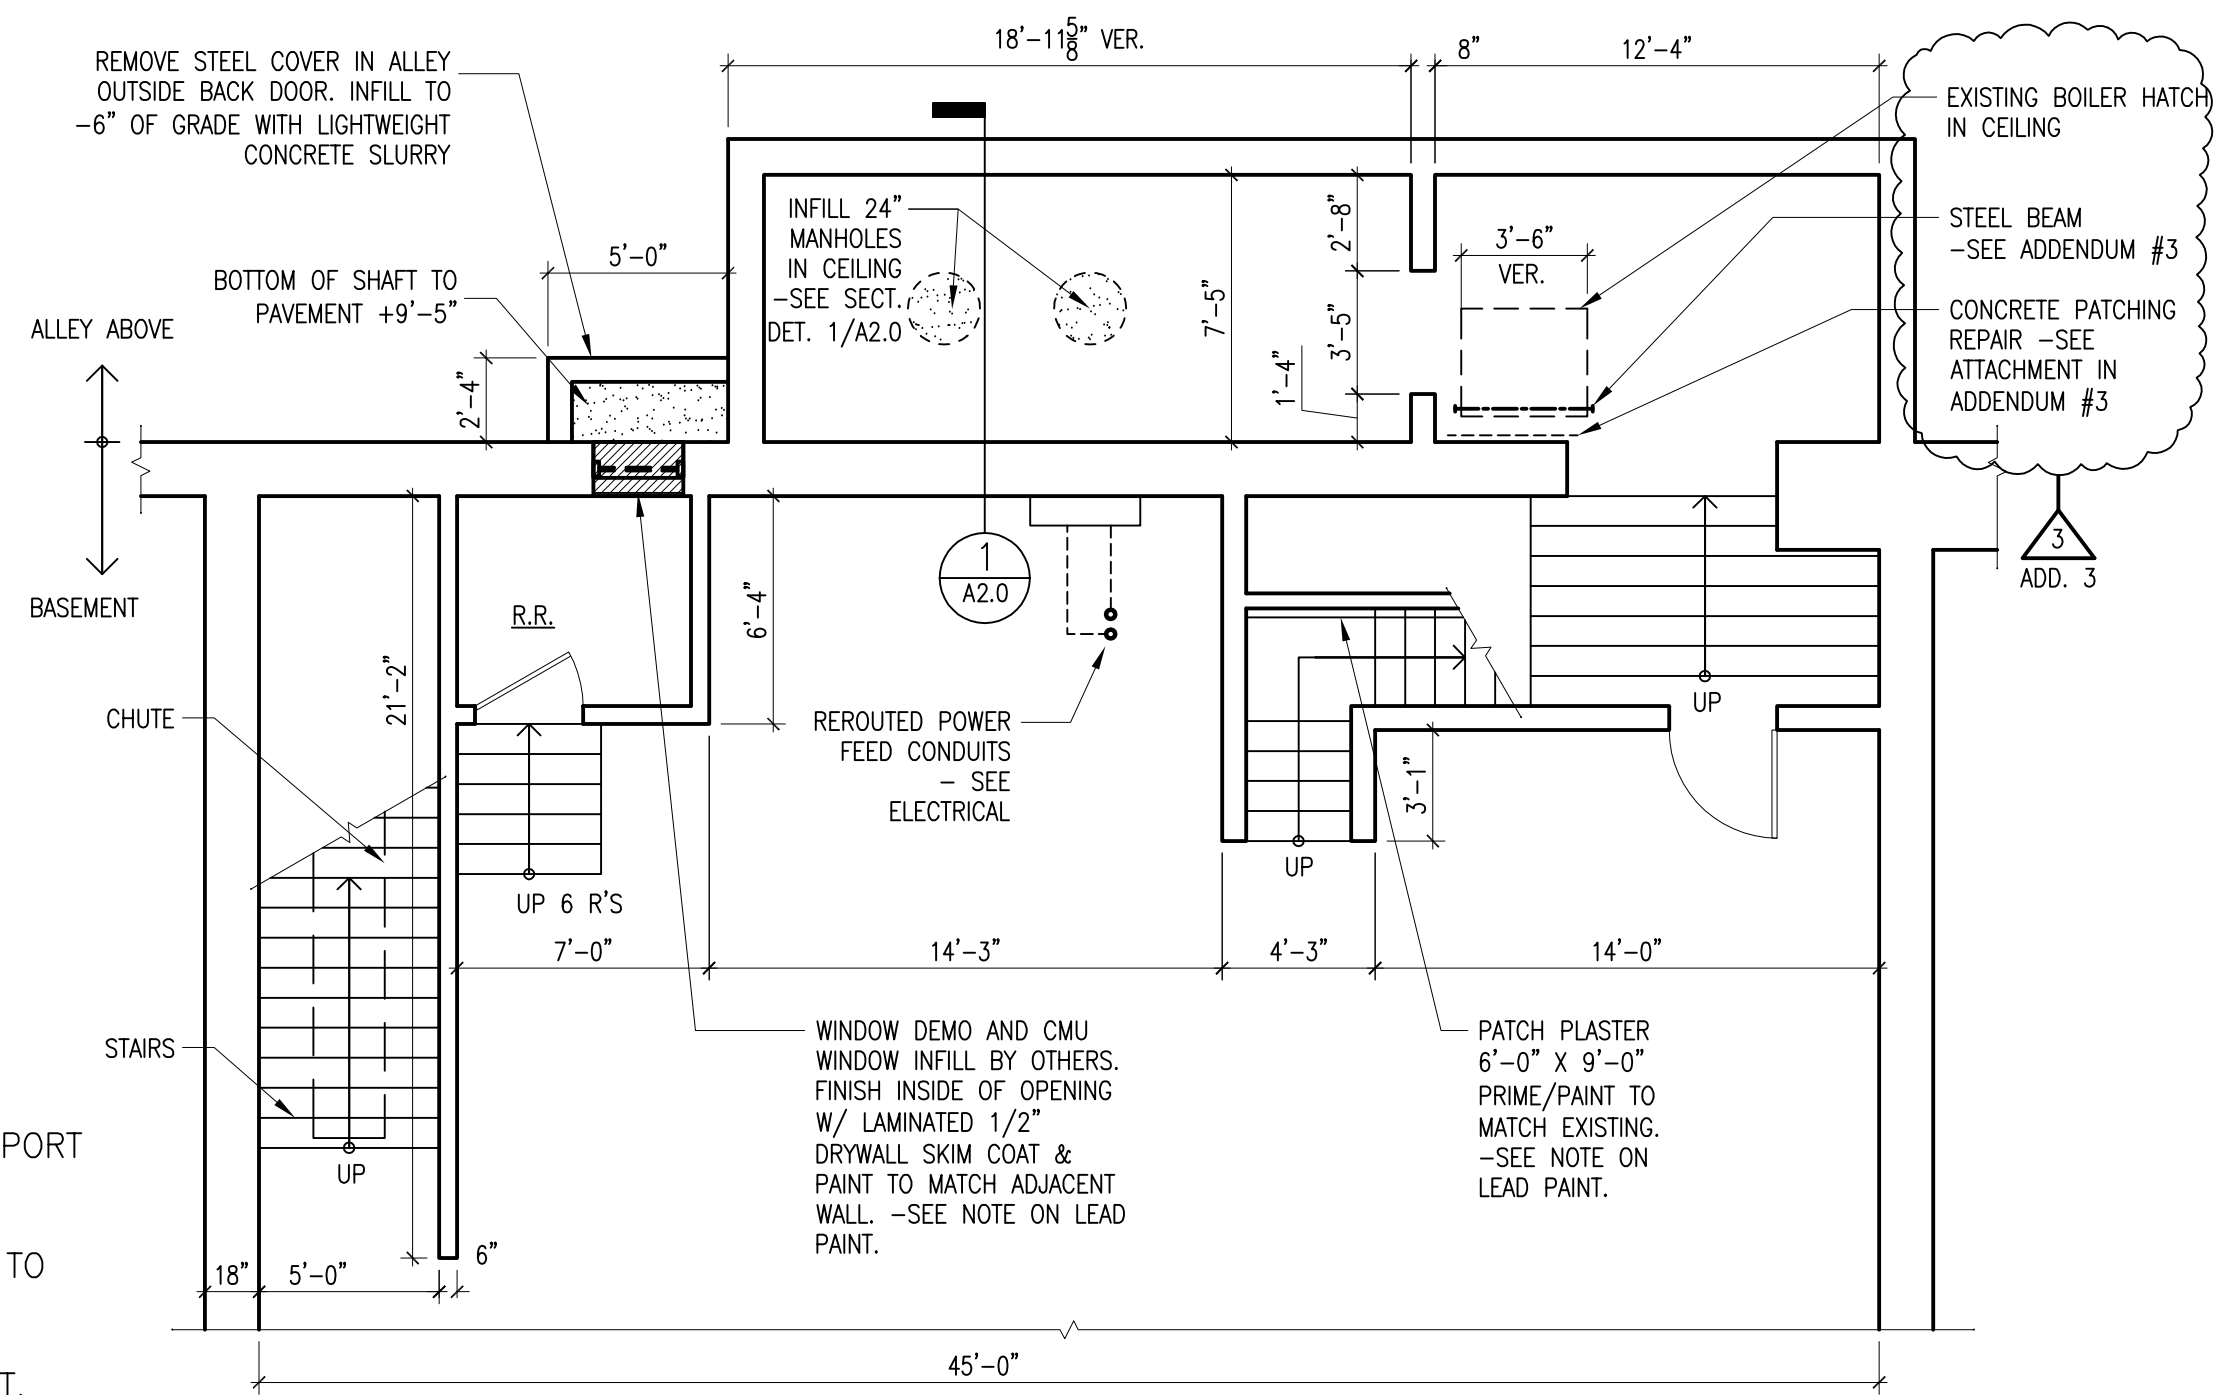 18'-11 5/8" VER.
8"
12'-4"
REMOVE STEEL COVER IN ALLEY
OUTSIDE BACK DOOR. INFILL TO
-6" OF GRADE WITH LIGHTWEIGHT
CONCRETE SLURRY
EXISTING BOILER HATCH
IN CEILING
INFILL 24"
MANHOLES
IN CEILING
-SEE SECT.
DET. 1/A2.0
2'-8"
3'-6"
VER.
STEEL BEAM
-SEE ADDENDUM #3
5'-0"
BOTTOM OF SHAFT TO
PAVEMENT +9'-5"
7'-5"
3'-5"
1'-4"
CONCRETE PATCHING
REPAIR -SEE
ATTACHMENT IN
ADDENDUM #3
ALLEY ABOVE
2'-4"
3
ADD. 3
BASEMENT
R.R.
6'-4"
1
A2.0
21'-2"
CHUTE
REROUTED POWER
FEED CONDUITS
- SEE
ELECTRICAL
UP
3'-1"
UP
UP 6 R'S
7'-0"
14'-3"
4'-3"
14'-0"
STAIRS
WINDOW DEMO AND CMU
WINDOW INFILL BY OTHERS.
FINISH INSIDE OF OPENING
W/ LAMINATED 1/2"
DRYWALL SKIM COAT &
PAINT TO MATCH ADJACENT
WALL. -SEE NOTE ON LEAD
PAINT.
PATCH PLASTER
6'-0" X 9'-0"
PRIME/PAINT TO
MATCH EXISTING.
-SEE NOTE ON
LEAD PAINT.
PORT
UP
TO
6"
18"
5'-0"
45'-0"
T.